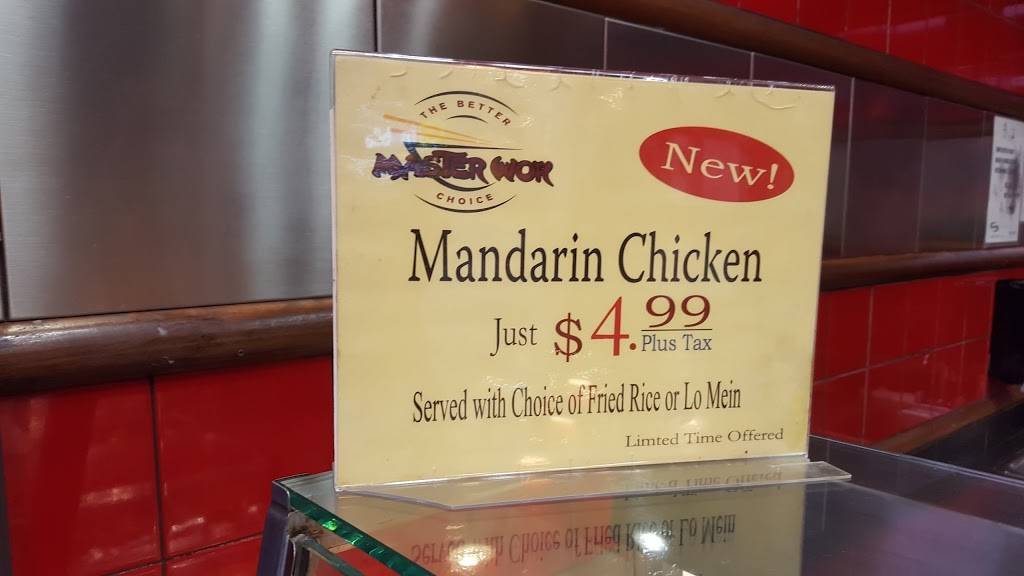 THE BETTER
MASTER WOK
CHOICE
New!
Mandarin Chicken
Just $4.99
Plus Tax
Served with Choice of Fried Rice or Lo Mein
Limted Time Offered